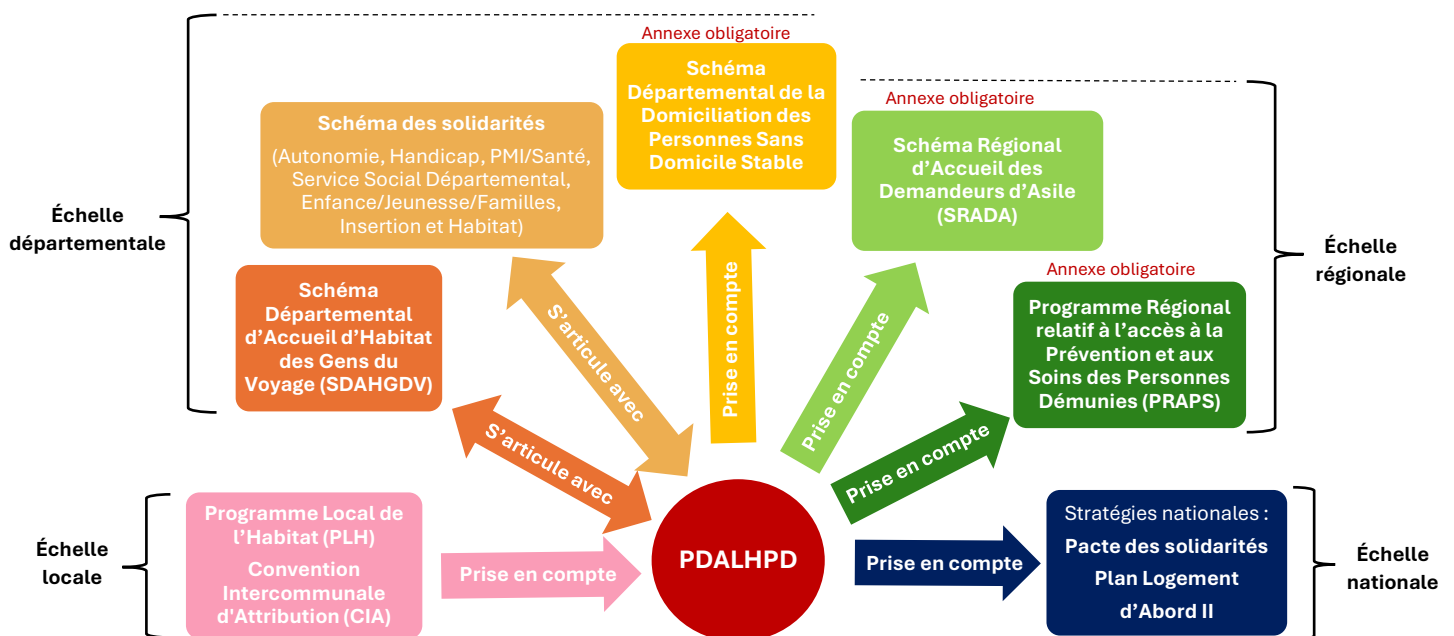 Échelle
départementale
Schéma des solidarités
(Autonomie, Handicap, PMI/Santé,
Service Social Départemental,
Enfance/Jeunesse/Familles,
Insertion et Habitat)
Schéma
Départemental
d’Accueil d’Habitat
des Gens du
Voyage (SDAHGDV)
Annexe obligatoire
Schéma
Départemental de la
Domiciliation des
Personnes Sans
Domicile Stable
Annexe obligatoire
Schéma Régional
d’Accueil des
Demandeurs d’Asile
(SRADA)
Annexe obligatoire
Programme Régional
relatif à l’accès à la
Prévention et aux
Soins des Personnes
Démunies (PRAPS)
Échelle
régionale
S’articule avec
S’articule avec
Prise en compte
Prise en compte
Prise en compte
Échelle
locale
Programme Local de
l’Habitat (PLH)
Convention
Intercommunale
d'Attribution (CIA)
Prise en compte
PDALHPD
Prise en compte
Stratégies nationales :
Pacte des solidarités
Plan Logement
d’Abord II
Échelle
nationale